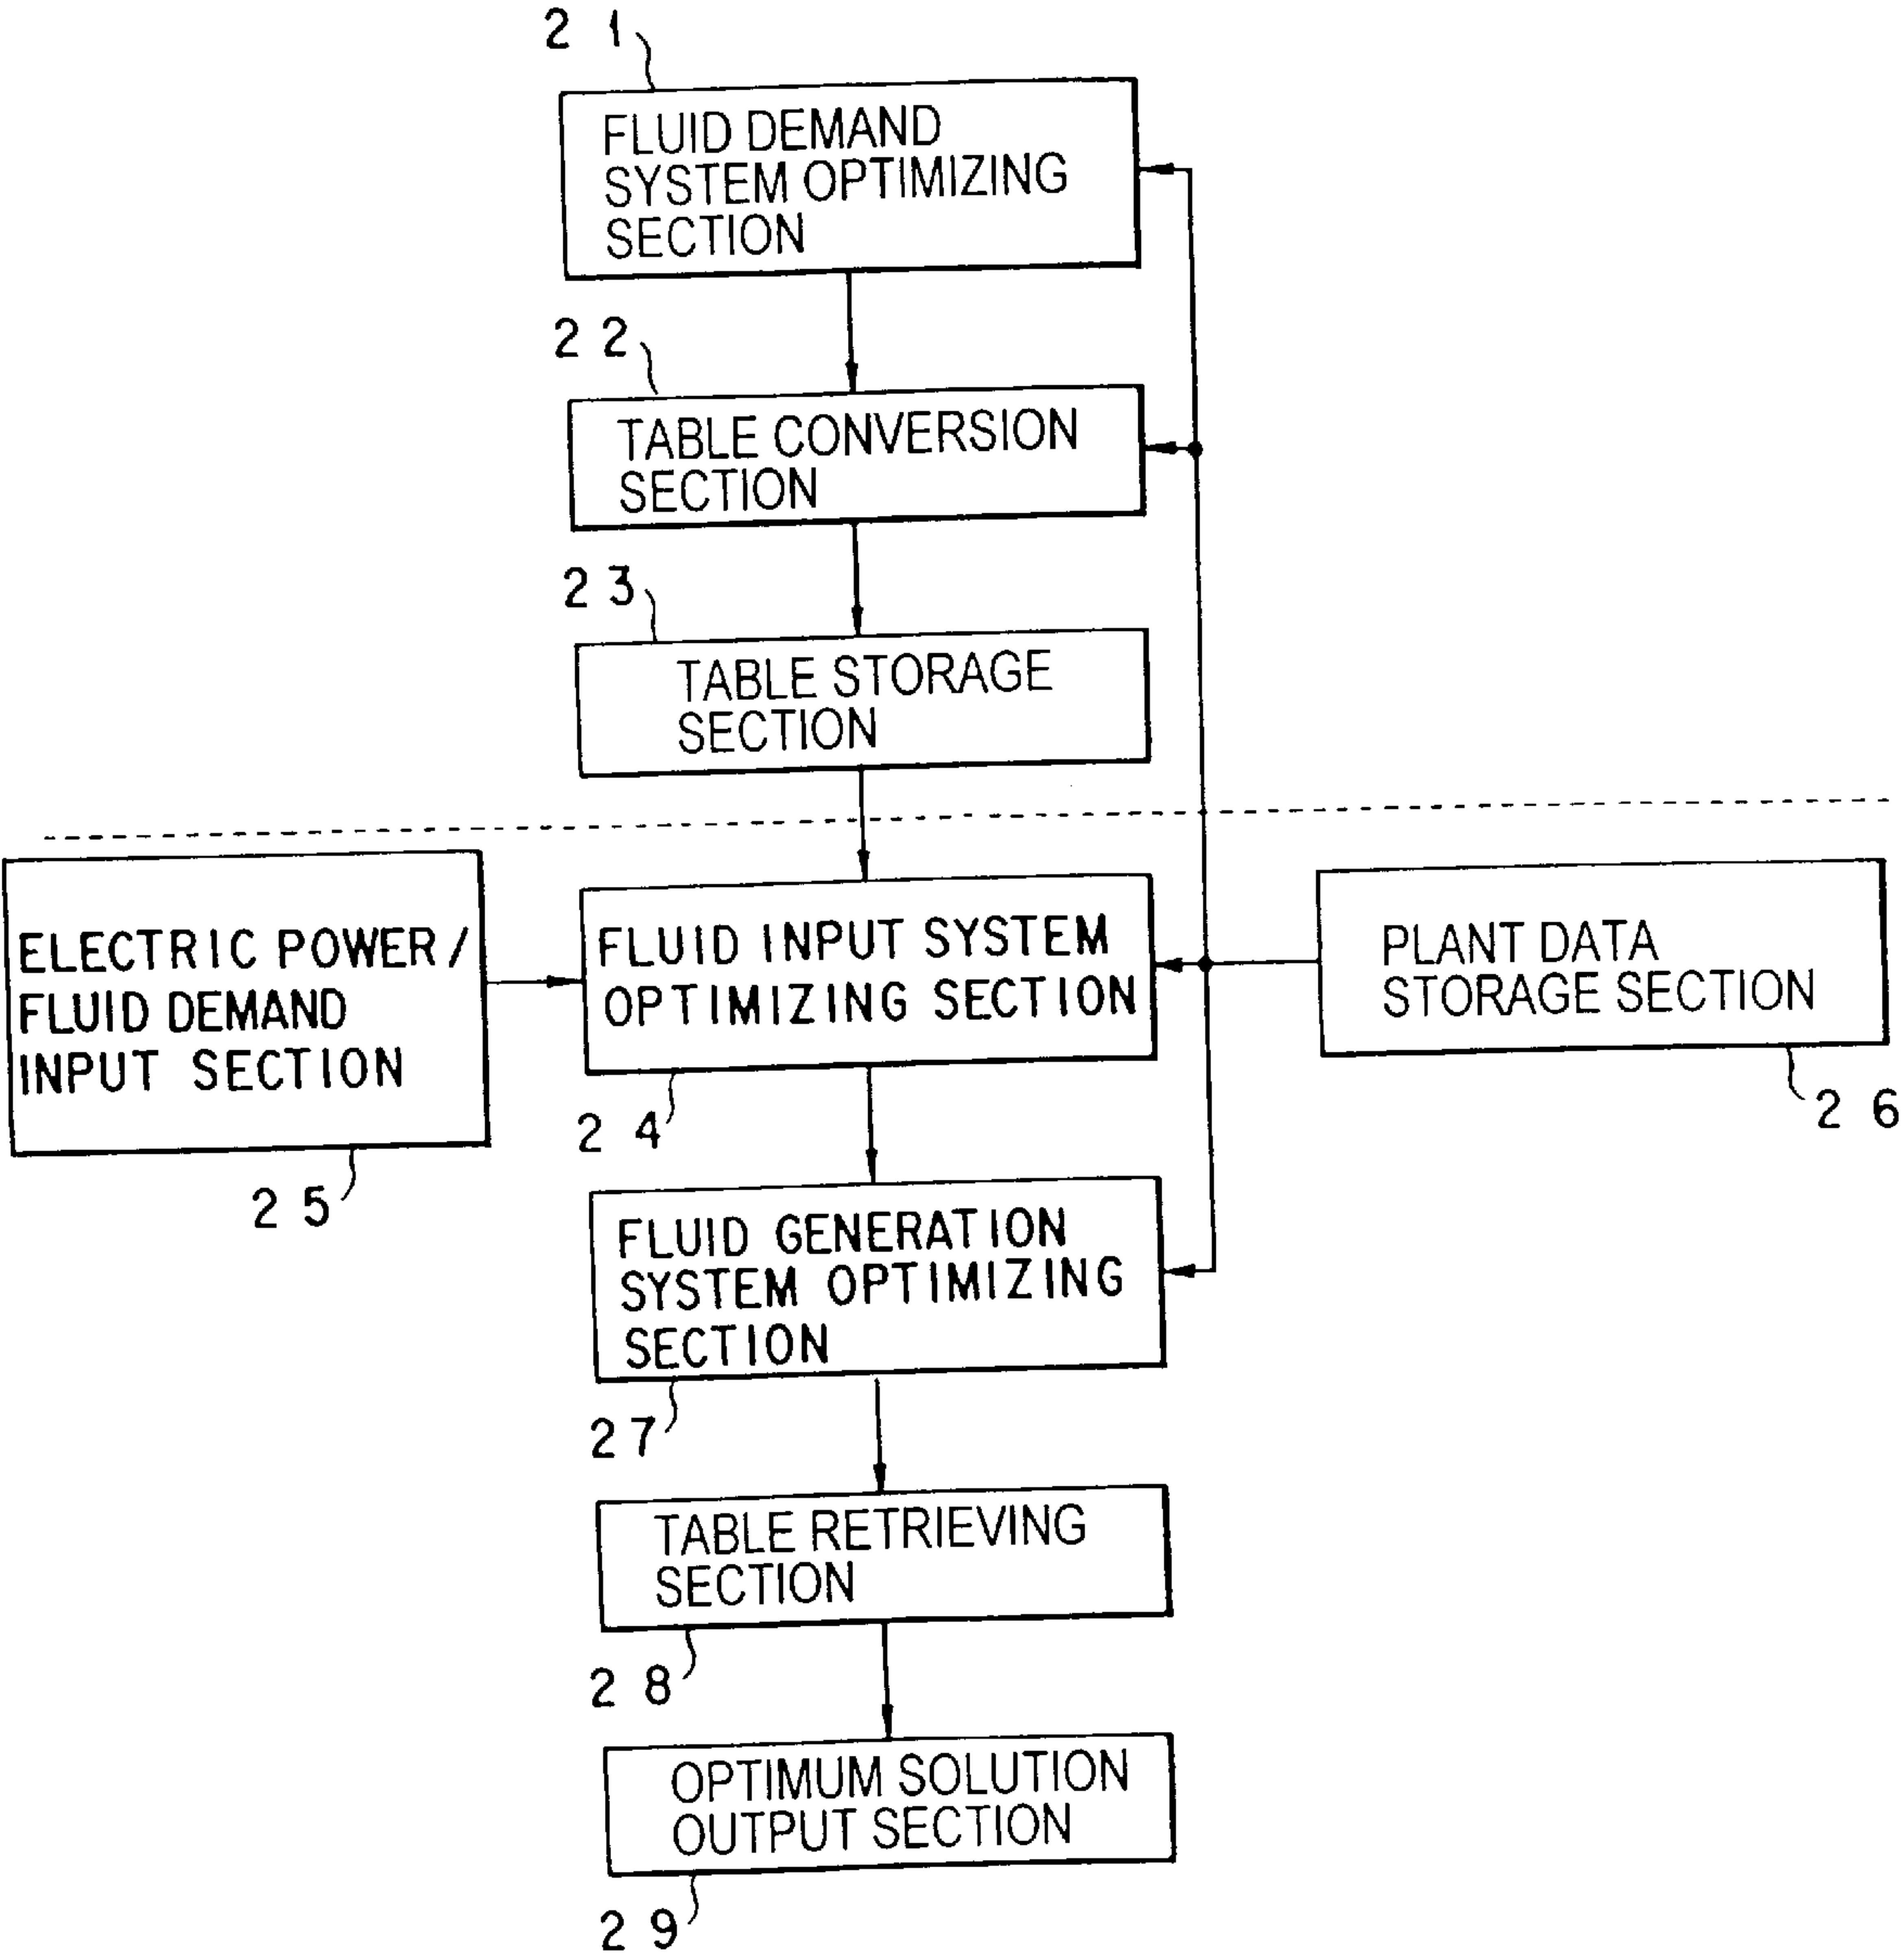 2 1
FLUID DEMAND
SYSTEM OPTIMIZING
SECTION
2 2
TABLE CONVERSION
SECTION
2 3
TABLE STORAGE
SECTION
ELECTRIC POWER/
FLUID DEMAND
INPUT SECTION
2 5
FLUID INPUT SYSTEM
OPTIMIZING SECTION
2 4
PLANT DATA
STORAGE SECTION
2 6
FLUID GENERATION
SYSTEM OPTIMIZING
SECTION
2 7
TABLE RETRIEVING
SECTION
2 8
OPTIMUM SOLUTION
OUTPUT SECTION
2 9